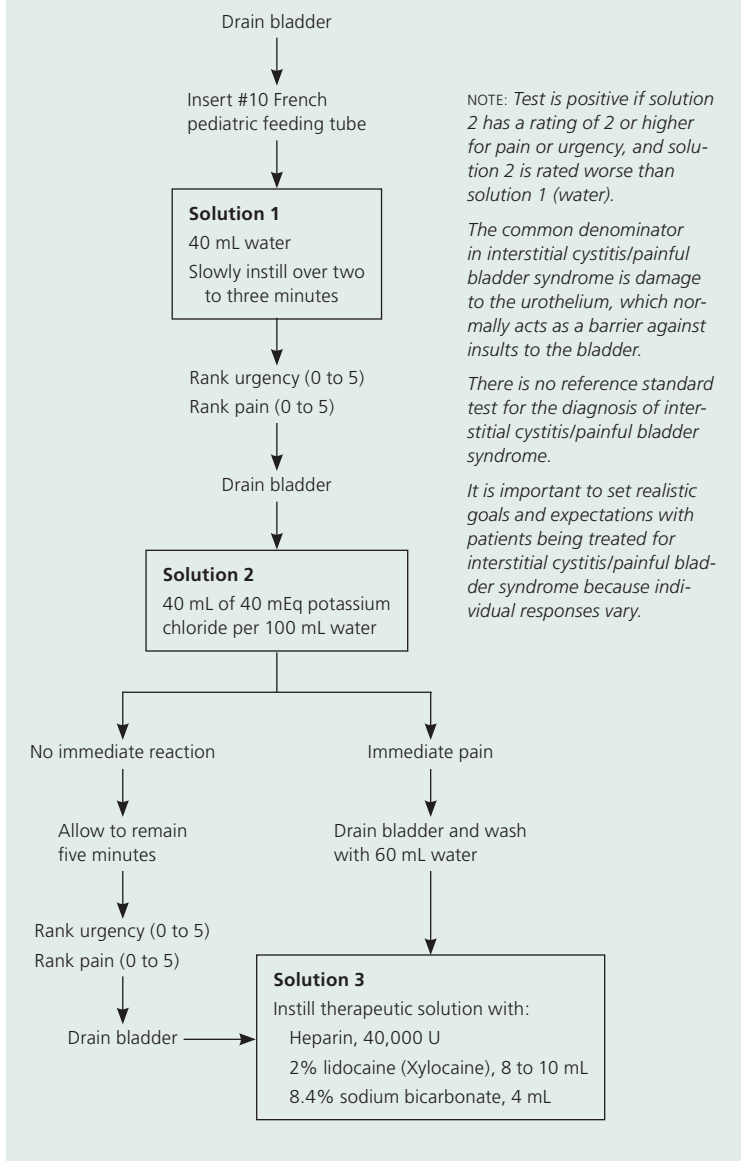 Drain bladder
Insert #10 French
pediatric feeding tube
Solution 1
40 mL water
Slowly instill over two
to three minutes
Rank urgency (0 to 5)
Rank pain (0 to 5)
Drain bladder
Solution 2
40 mL of 40 mEq potassium
chloride per 100 mL water
No immediate reaction
Allow to remain
five minutes
Rank urgency (0 to 5)
Rank pain (0 to 5)
Drain bladder
Immediate pain
Drain bladder and wash
with 60 mL water
Solution 3
Instill therapeutic solution with:
Heparin, 40,000 U
2% lidocaine (Xylocaine), 8 to 10 mL
8.4% sodium bicarbonate, 4 mL
NOTE: Test is positive if solution
2 has a rating of 2 or higher
for pain or urgency, and solu-
tion 2 is rated worse than
solution 1 (water).
The common denominator
in interstitial cystitis/painful
bladder syndrome is damage
to the urothelium, which nor-
mally acts as a barrier against
insults to the bladder.
There is no reference standard
test for the diagnosis of inter-
stitial cystitis/painful bladder
syndrome.
It is important to set realistic
goals and expectations with
patients being treated for
interstitial cystitis/painful blad-
der syndrome because indi-
vidual responses vary.